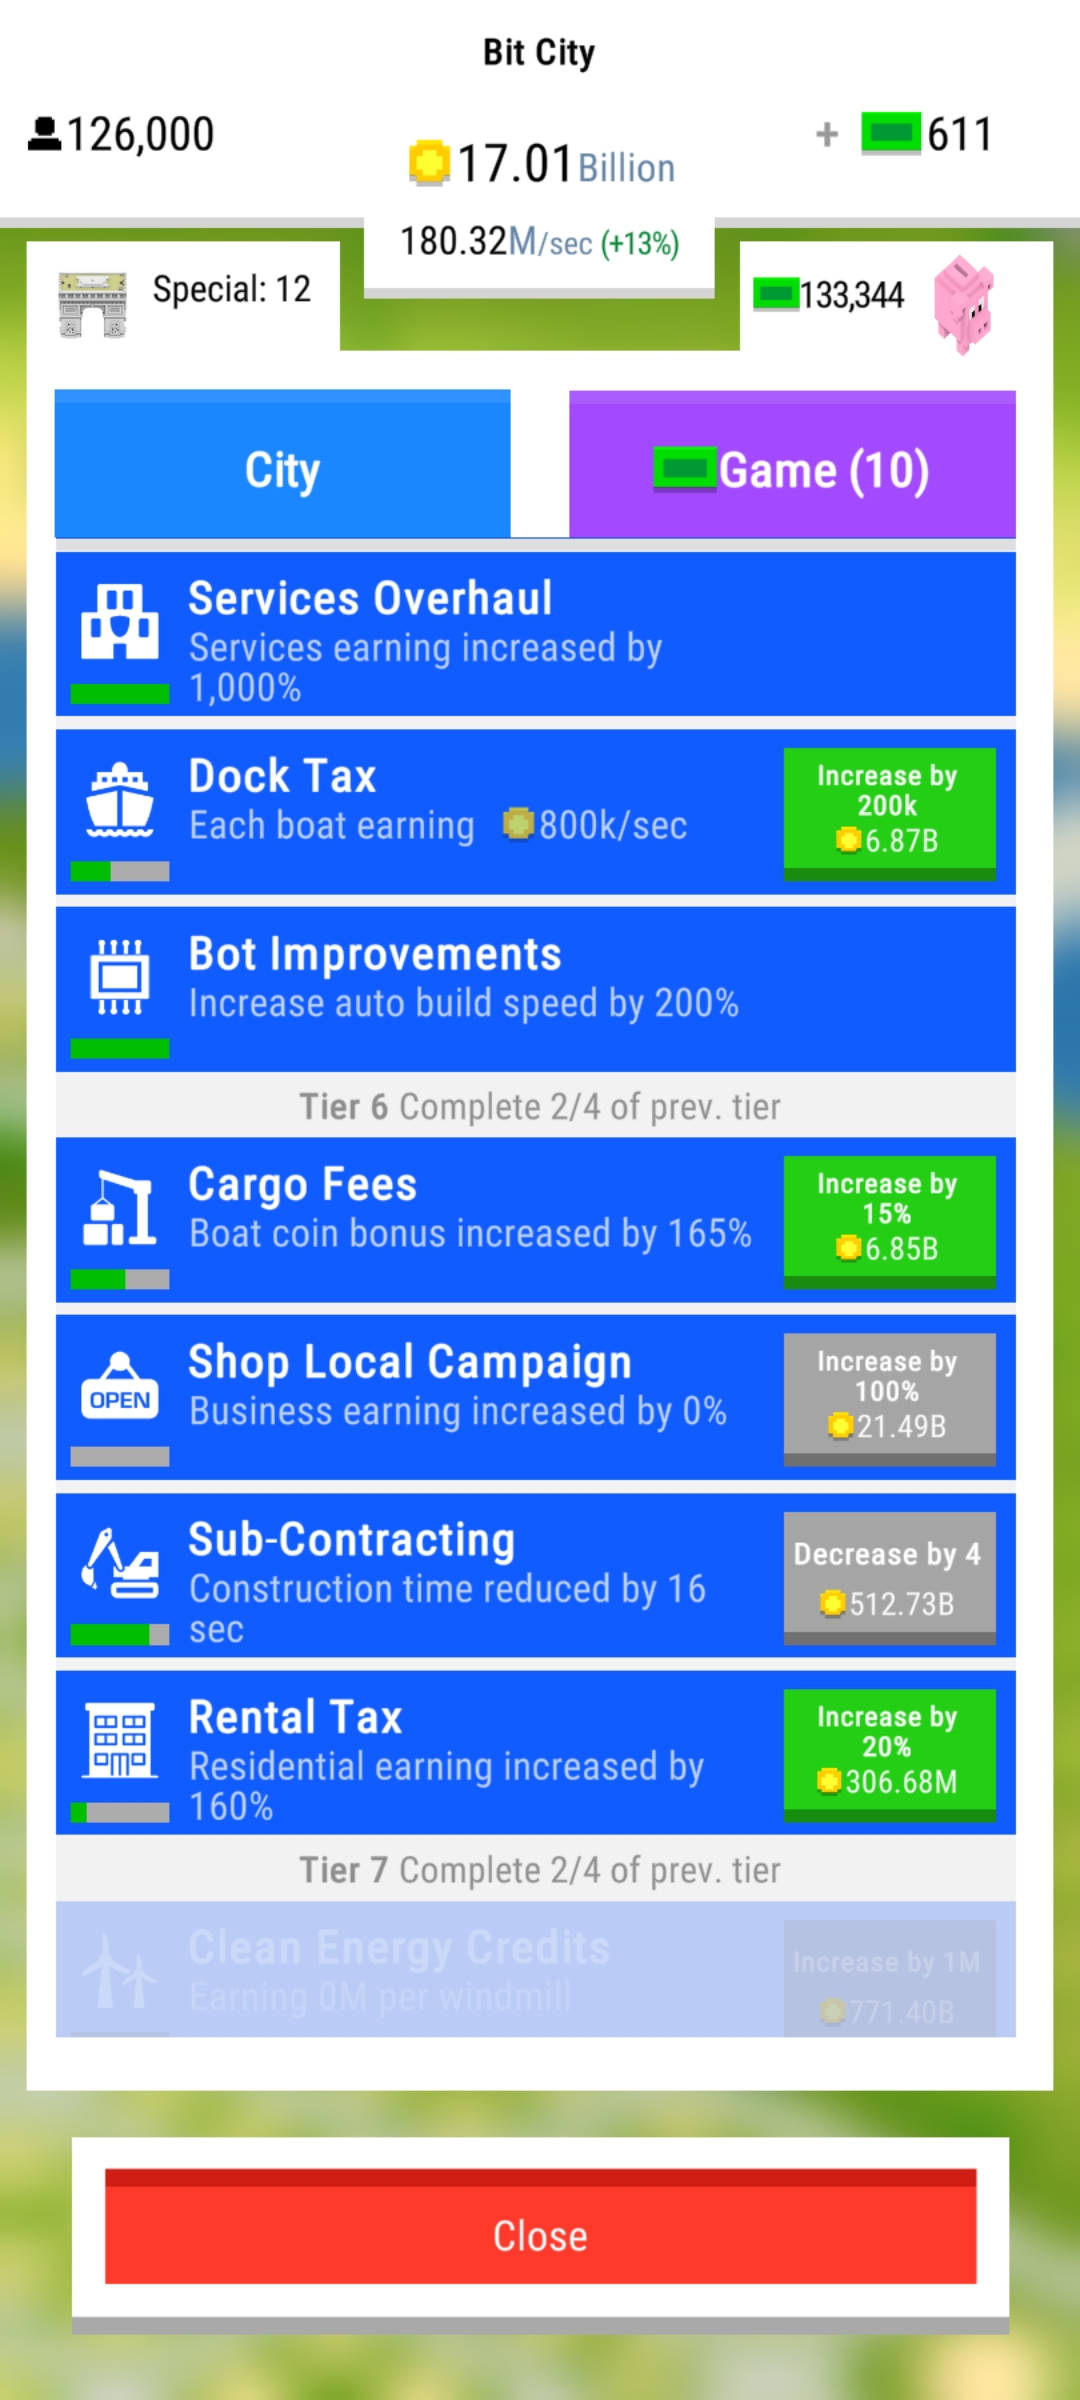 Bit City
126,000
17.01 Billion
+ 611
180.32M/sec (+13%)
Special: 12
133,344
City
Game (10)
Services Overhaul
Services earning increased by
1,000%
Dock Tax
Each boat earning 800k/sec
Increase by
200k
6.87B
Bot Improvements
Increase auto build speed by 200%
Tier 6 Complete 2/4 of prev. tier
Cargo Fees
Boat coin bonus increased by 165%
Increase by
15%
6.85B
OPEN
Shop Local Campaign
Business earning increased by 0%
Increase by
100%
21.49B
Sub-Contracting
Construction time reduced by 16
sec
Decrease by 4
512.73B
Rental Tax
Residential earning increased by
160%
Increase by
20%
306.68M
Tier 7 Complete 2/4 of prev. tier
Clean Energy Credits
Earning 0M per windmill
Increase by 1M
771.40B
Close